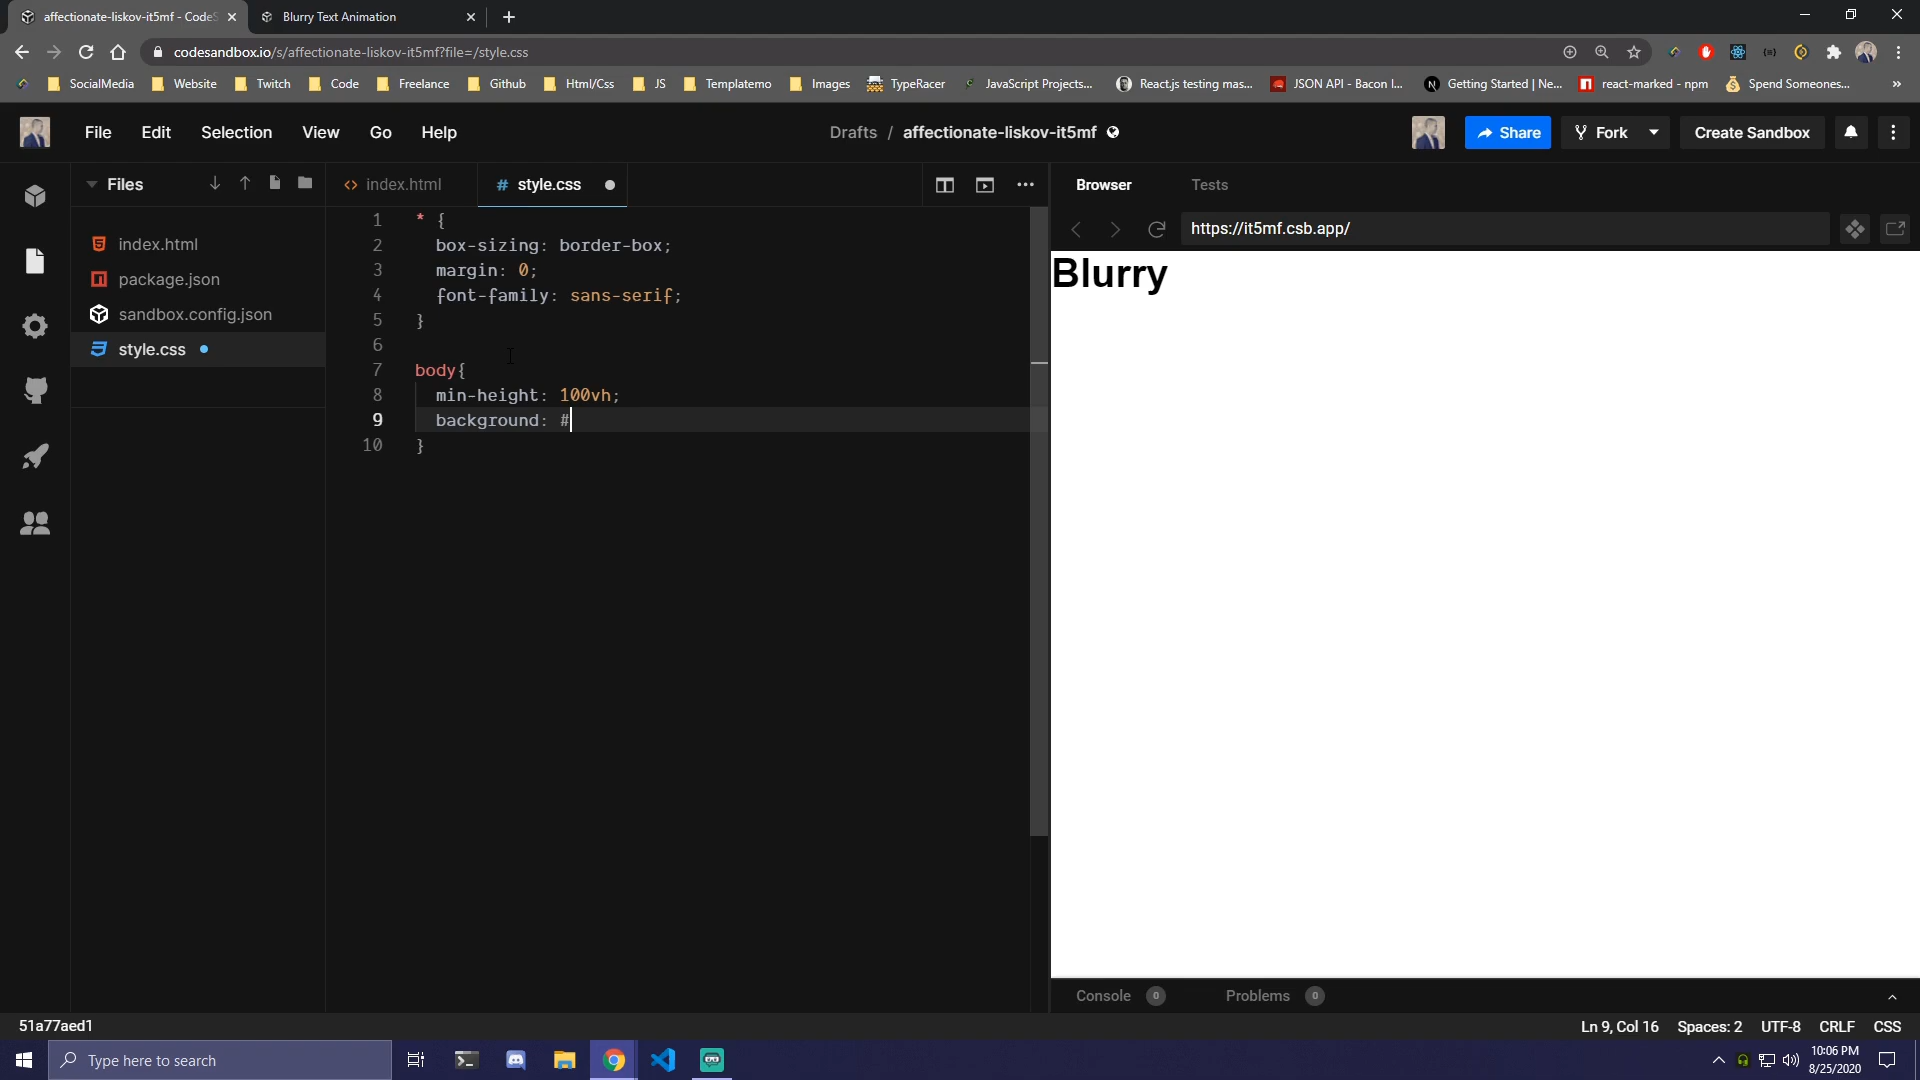 affectionate-liskov-it5mf - CodeS
Blurry Text Animation
codesandbox.io/s/affectionate-liskov-it5mf?file=/style.css
SocialMedia
Website
Twitch
Code
Freelance
Github
Html/Css
JS
Templatemo
Images
TypeRacer
JavaScript Projects...
React.js testing mas...
JSON API - Bacon I...
Getting Started | Ne...
react-marked - npm
Spend Someones...
»
File
Edit
Selection
View
Go
Help
Drafts / affectionate-liskov-it5mf
Share
Fork
Create Sandbox
Files
index.html
package.json
sandbox.config.json
style.css
<> index.html
# style.css
1 * {
2 box-sizing: border-box;
3 margin: 0;
4 font-family: sans-serif;
5 }
6
7 body{
8 min-height: 100vh;
9 background: #
10 }
Browser
Tests
https://it5mf.csb.app/
Blurry
Console 0
Problems 0
51a77aed1
Ln 9, Col 16
Spaces: 2
UTF-8
CRLF
CSS
Type here to search
10:06 PM
8/25/2020